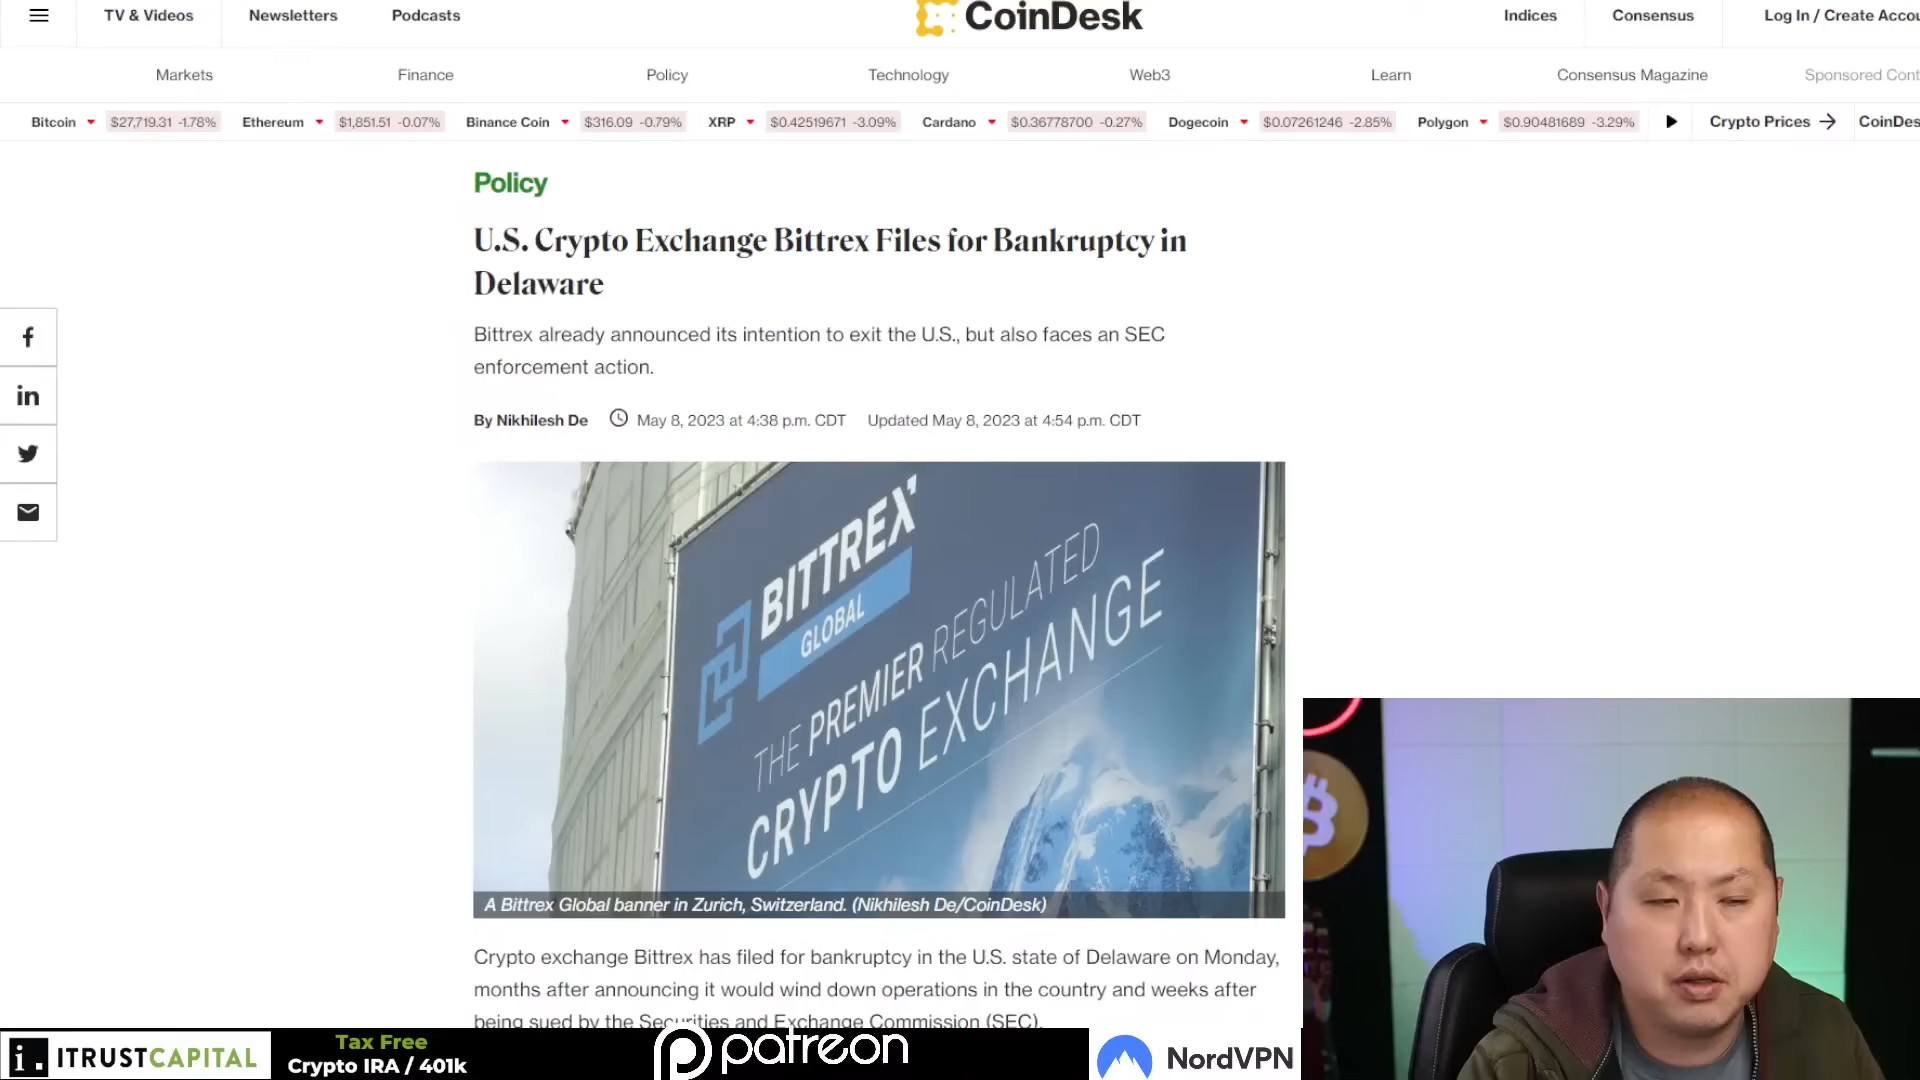 TV & Videos
Newsletters
Podcasts
CoinDesk
Indices
Consensus
Log In / Create Accou
Markets
Finance
Policy
Technology
Web3
Learn
Consensus Magazine
Sponsored Cont
Bitcoin $27,719.31 -1.78%
Ethereum $1,851.51 -0.07%
Binance Coin $316.09 -0.79%
XRP $0.42519671 -3.09%
Cardano $0.36778700 -0.27%
Dogecoin $0.07261246 -2.85%
Polygon $0.90481689 -3.29%
Crypto Prices
CoinDes
Policy
U.S. Crypto Exchange Bittrex Files for Bankruptcy in
Delaware
Bittrex already announced its intention to exit the U.S., but also faces an SEC
enforcement action.
By Nikhilesh De May 8, 2023 at 4:38 p.m. CDT Updated May 8, 2023 at 4:54 p.m. CDT
f
in
BITTREX
GLOBAL
THE PREMIER REGULATED
CRYPTO EXCHANGE
A Bittrex Global banner in Zurich, Switzerland. (Nikhilesh De/CoinDesk)
Crypto exchange Bittrex has filed for bankruptcy in the U.S. state of Delaware on Monday,
months after announcing it would wind down operations in the country and weeks after
being sued by the Securities and Exchange Commission (SEC).
i. ITRUSTCAPITAL
Tax Free
Crypto IRA / 401k
patreon
NordVPN